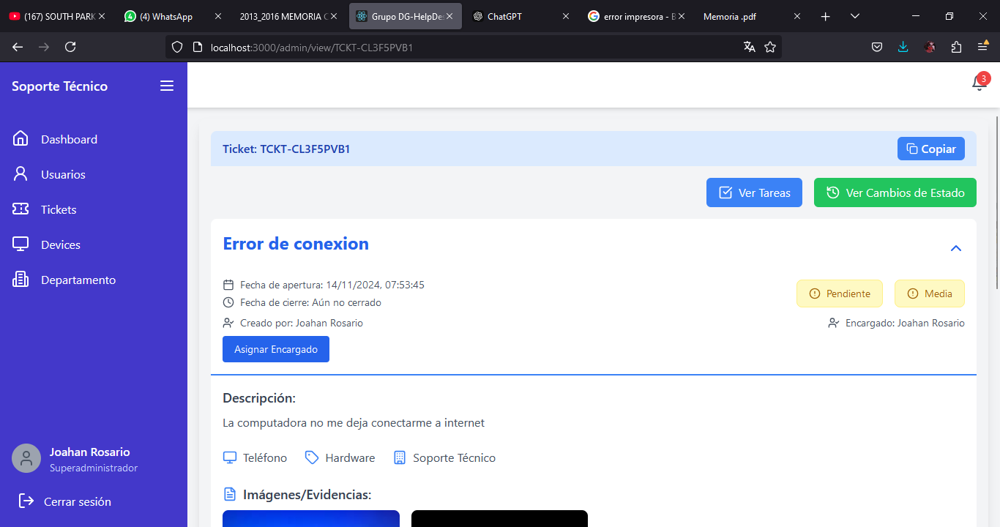 (167) SOUTH PARK
(4) WhatsApp
2013_2016 MEMORIA
Grupo DG-HelpDe
ChatGPT
error impresora - B
Memoria .pdf
localhost:3000/admin/view/TCKT-CL3F5PVB1
Soporte Técnico
3
Dashboard
Usuarios
Tickets
Devices
Departamento
Joahan Rosario
Superadministrador
Cerrar sesión
Ticket: TCKT-CL3F5PVB1
Copiar
Ver Tareas
Ver Cambios de Estado
Error de conexion
Fecha de apertura: 14/11/2024, 07:53:45
Fecha de cierre: Aún no cerrado
Pendiente
Media
Creado por: Joahan Rosario
Encargado: Joahan Rosario
Asignar Encargado
Descripción:
La computadora no me deja conectarme a internet
Teléfono
Hardware
Soporte Técnico
Imágenes/Evidencias: